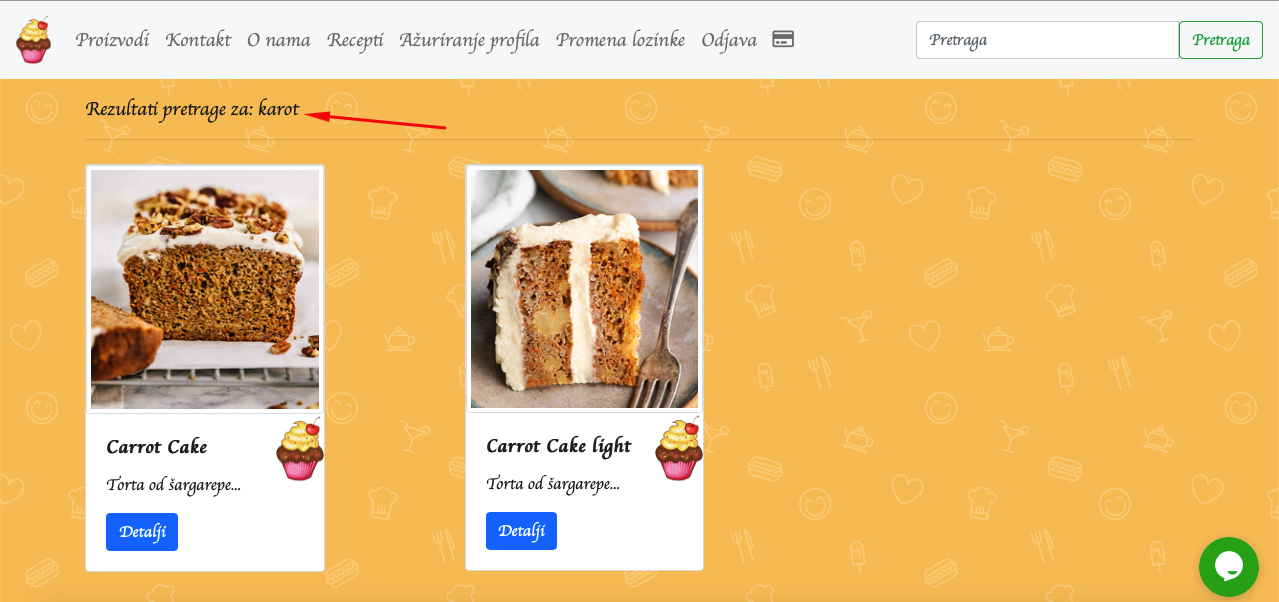 Proizvodi Kontakt O nama Recepti Ažuriranje profila Promena lozinke Odjava Pretraga Pretraga
Rezultati pretrage za: karot
Carrot Cake
Torta od šargarepe...
Detalji
Carrot Cake light
Torta od šargarepe...
Detalji